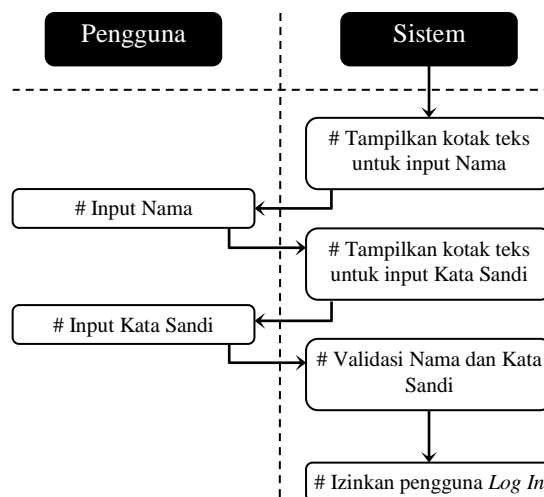 Pengguna
Sistem
# Tampilkan kotak teks
untuk input Nama
# Input Nama
# Tampilkan kotak teks
untuk input Kata Sandi
# Input Kata Sandi
# Validasi Nama dan Kata
Sandi
# Izinkan pengguna Log In